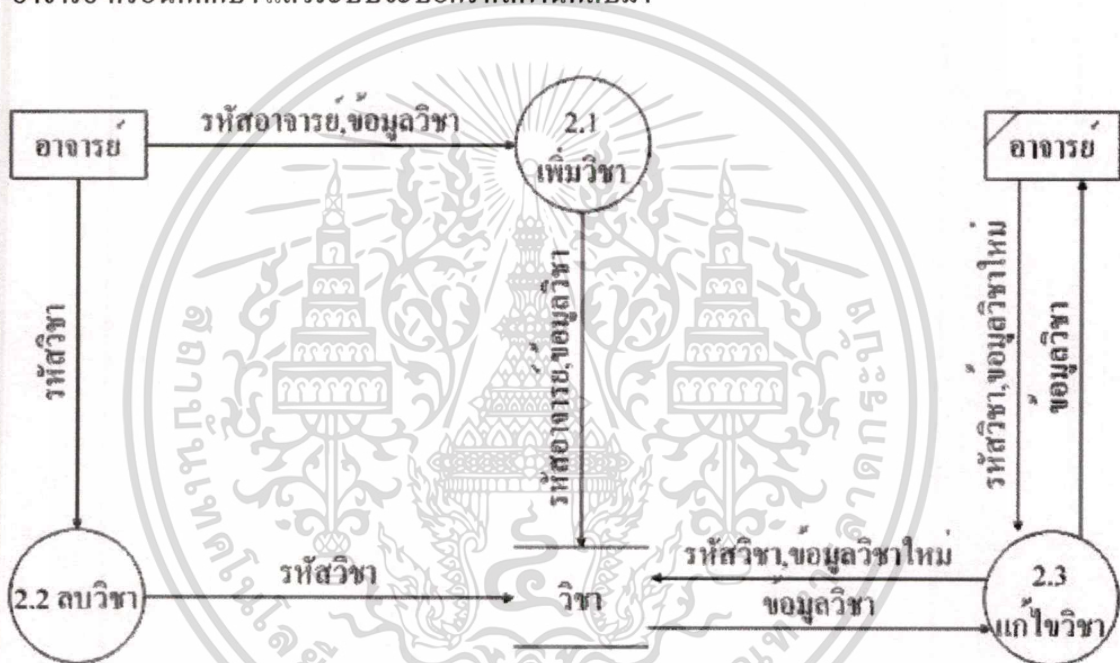 อาจารย์
รหัสอาจารย์,ข้อมูลวิชา
2.1
เพิ่มวิชา
อาจารย์
รหัสวิชา
รหัสอาจารย์,ข้อมูลวิชา
รหัสวิชา,ข้อมูลวิชาใหม่
ข้อมูลวิชา
2.2 ลบวิชา
รหัสวิชา
วิชา
รหัสวิชา,ข้อมูลวิชาใหม่
ข้อมูลวิชา
2.3
แก้ไขวิชา